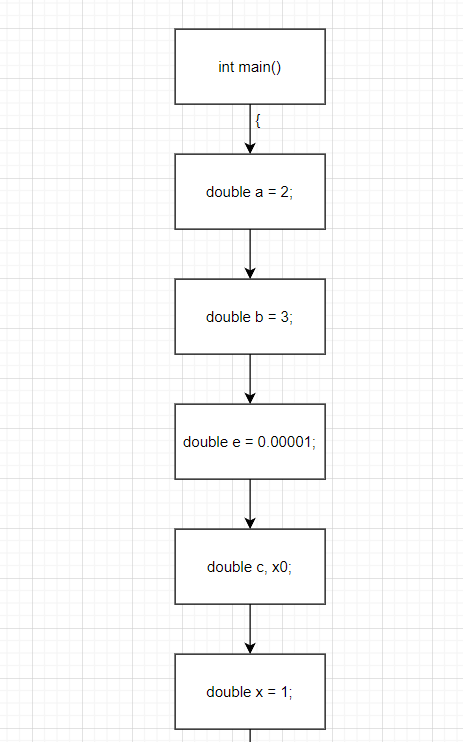 int main()
{
double a = 2;
double b = 3;
double e = 0.00001;
double c, x0;
double x = 1;